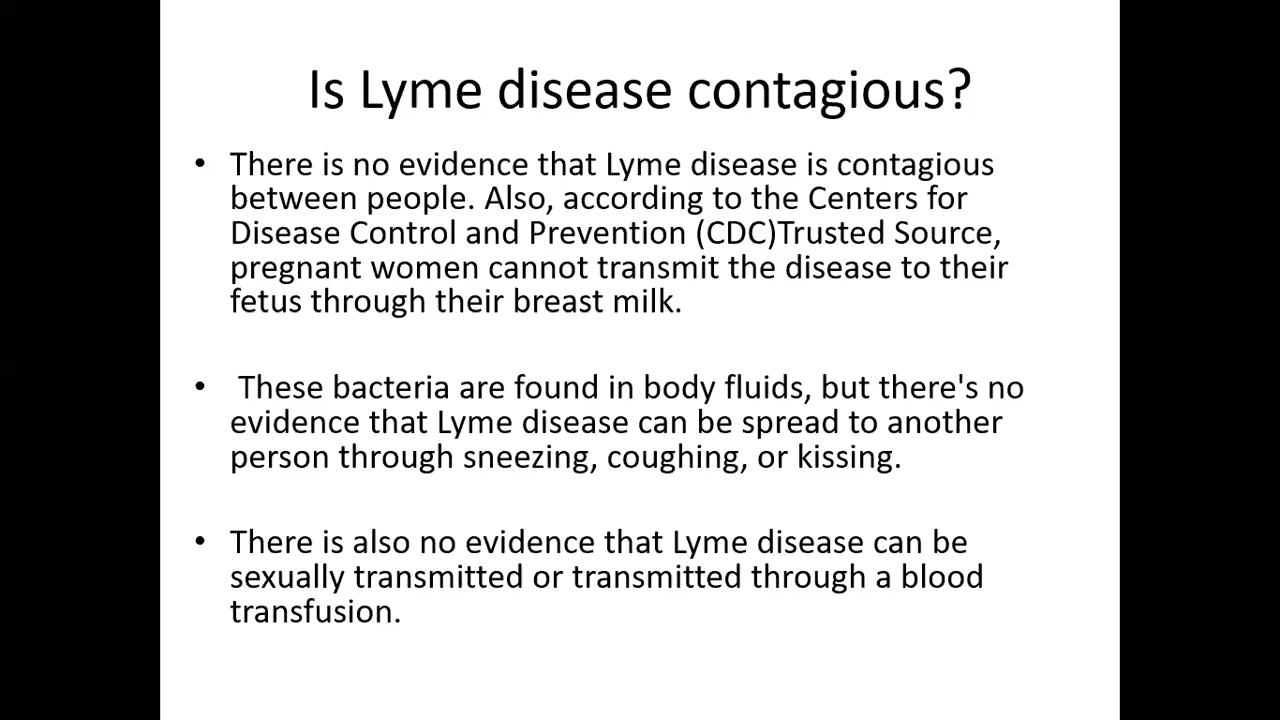 Is Lyme disease contagious?
• There is no evidence that Lyme disease is contagious
between people. Also, according to the Centers for
Disease Control and Prevention (CDC)Trusted Source,
pregnant women cannot transmit the disease to their
fetus through their breast milk.
• These bacteria are found in body fluids, but there's no
evidence that Lyme disease can be spread to another
person through sneezing, coughing, or kissing.
• There is also no evidence that Lyme disease can be
sexually transmitted or transmitted through a blood
transfusion.